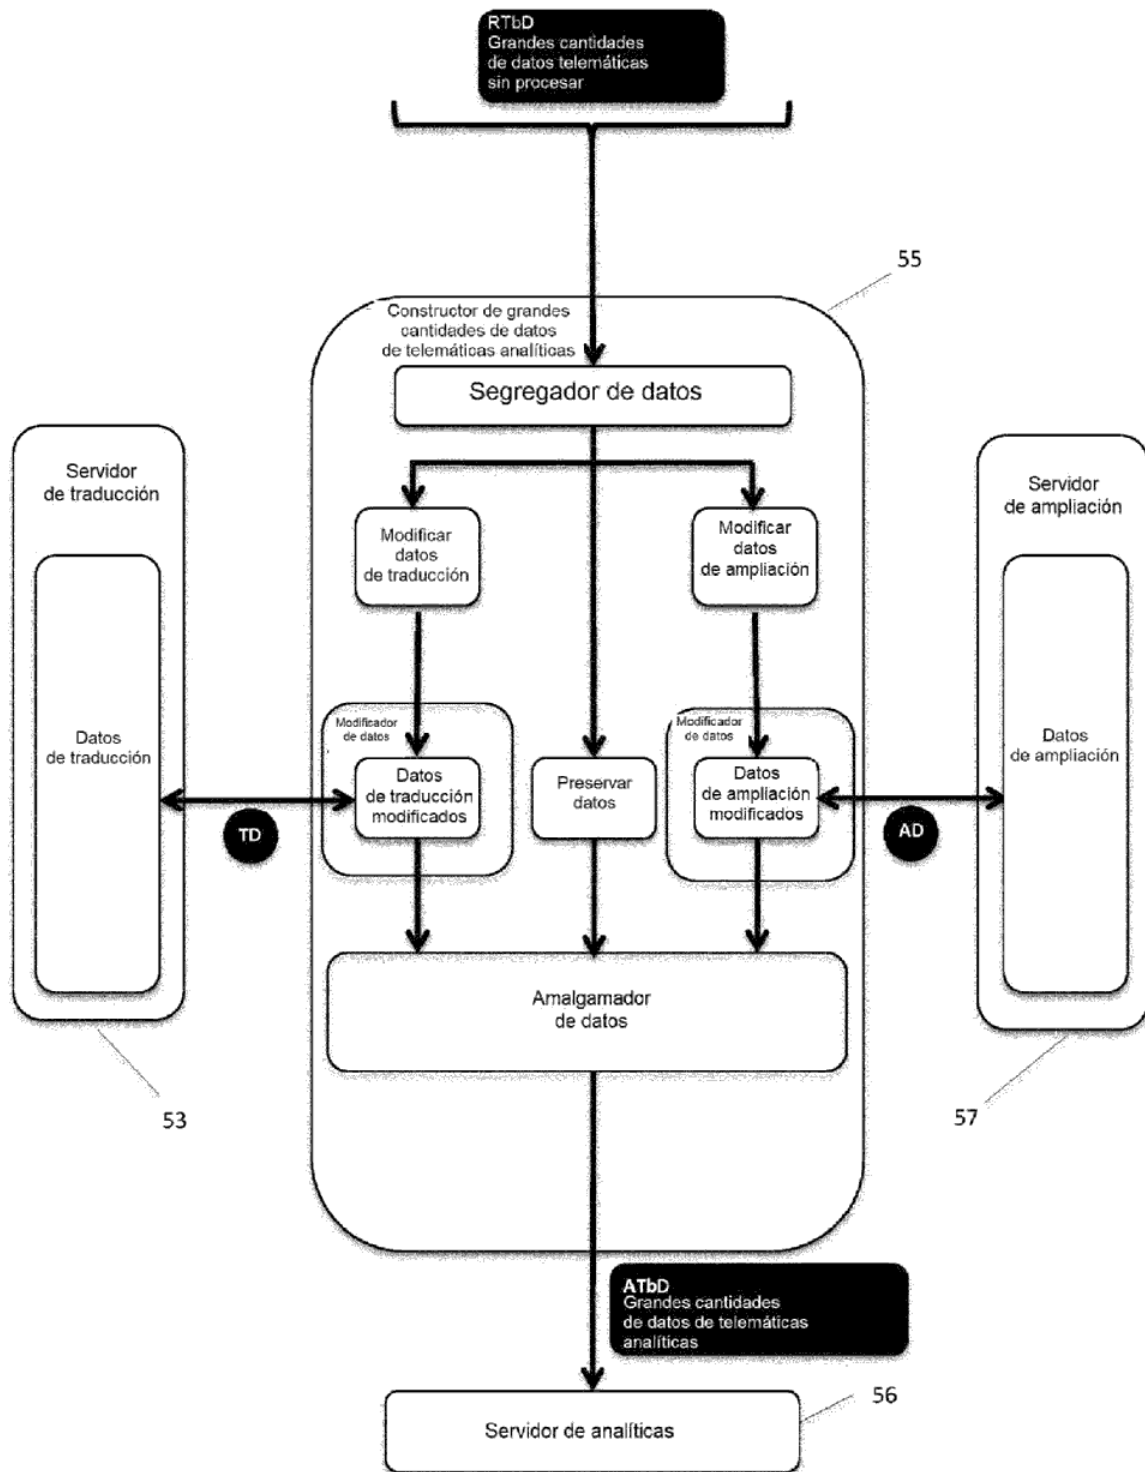 RTbD
Grandes cantidades
de datos telemáticas
sin procesar
55
Constructor de grandes
cantidades de datos
de telemáticas analíticas
Segregador de datos
Servidor
de traducción
Servidor
de ampliación
Modificar
datos
de traducción
Modificar
datos
de ampliación
Modificador
de datos
Modificador
de datos
Datos
de traducción
Datos
de traducción
modificados
Preservar
datos
Datos
de ampliación
modificados
Datos
de ampliación
TD
AD
Amalgamador
de datos
53
57
ATbD
Grandes cantidades
de datos de telemáticas
analíticas
56
Servidor de analíticas